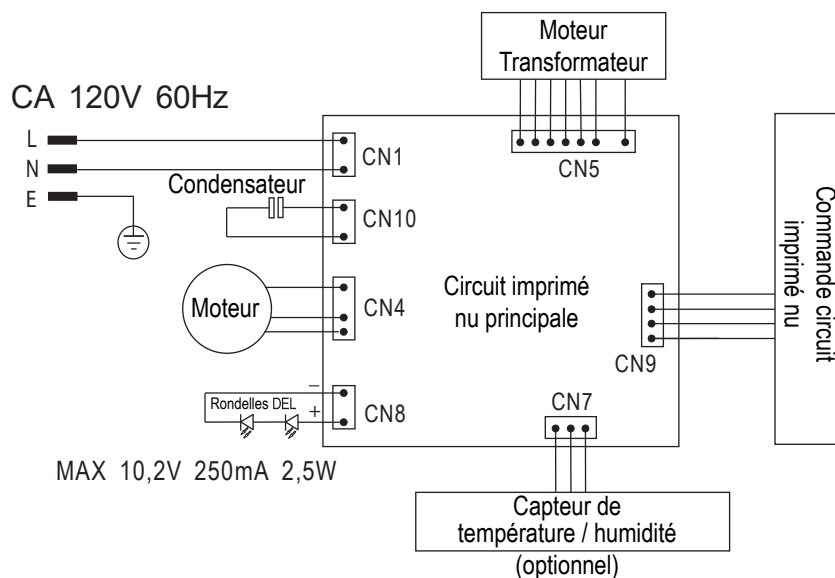 Moteur
Transformateur
CA 120V 60Hz
L
N
E
CN1
CN5
Condensateur
CN10
Moteur
CN4
Circuit imprimé
nu principale
Commande circuit
imprimé nu
CN9
Rondelles DEL
–
+
CN8
CN7
MAX 10,2V 250mA 2,5W
Capteur de
température / humidité
(optionnel)